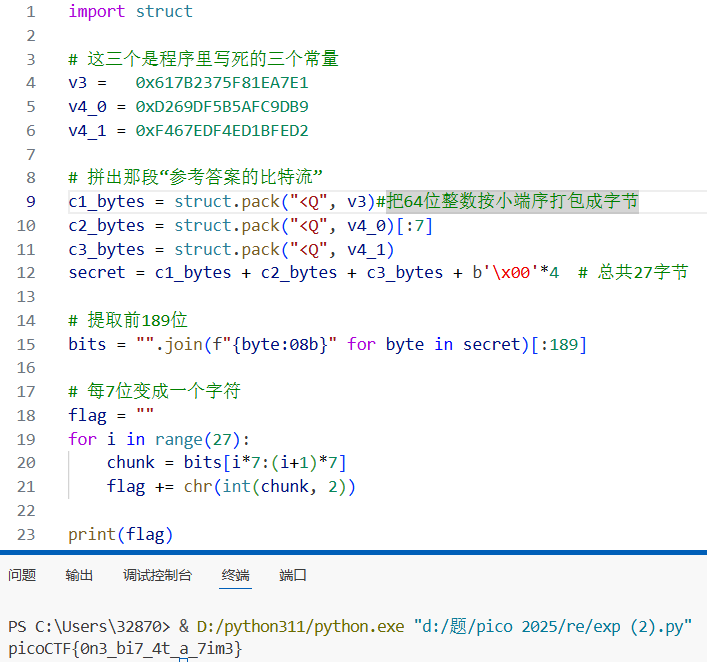 1 import struct
2
3 # 这三个是程序里写死的三个常量
4 v3 =   0x617B2375F81EA7E1
5 v4_0 = 0xD269DF5B5AFC9DB9
6 v4_1 = 0xF467EDF4ED1BFED2
7
8 # 拼出那段“参考答案的比特流”
9 c1_bytes = struct.pack("<Q", v3)#把64位整数按小端序打包成字节
10 c2_bytes = struct.pack("<Q", v4_0)[:7]
11 c3_bytes = struct.pack("<Q", v4_1)
12 secret = c1_bytes + c2_bytes + c3_bytes + b'\x00'*4  # 总共27字节
13
14 # 提取前189位
15 bits = "".join(f"{byte:08b}" for byte in secret)[:189]
16
17 # 每7位变成一个字符
18 flag = ""
19 for i in range(27):
20     chunk = bits[i*7:(i+1)*7]
21     flag += chr(int(chunk, 2))
22
23 print(flag)
问题 输出 调试控制台 终端 端口
PS C:\Users\32870> & D:/python311/python.exe "d:/题/pico 2025/re/exp (2).py"
picoCTF{0n3_bi7_4t_a_7im3}